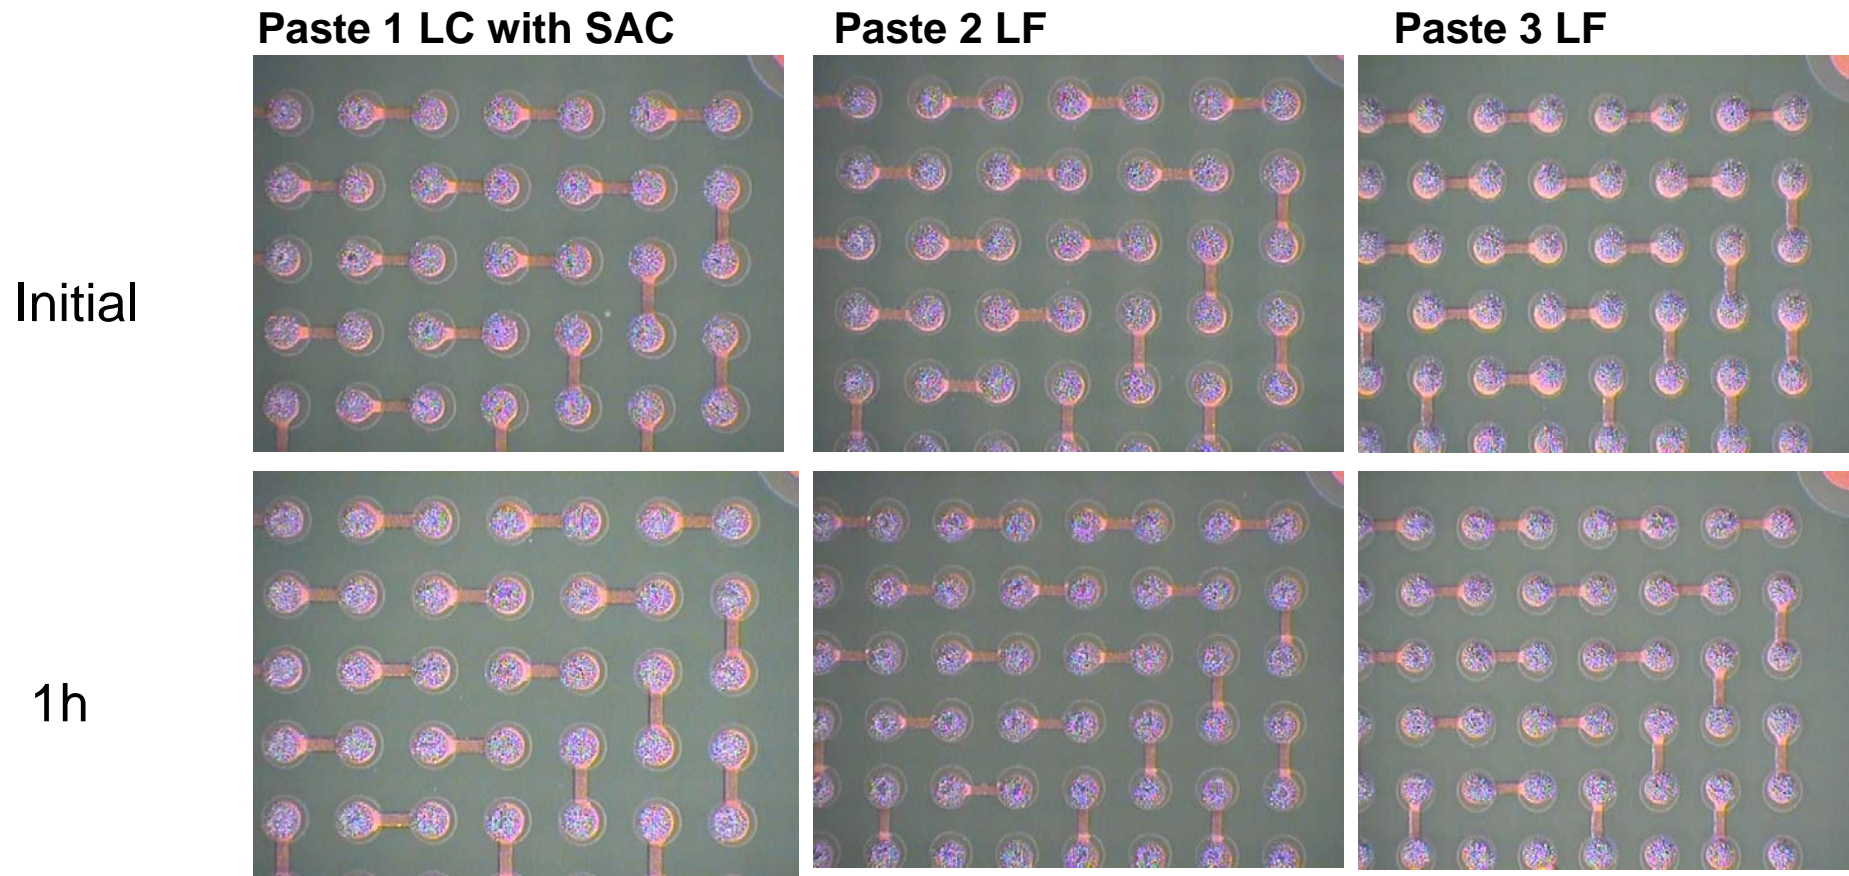 Paste 1 LC with SAC
Paste 2 LF
Paste 3 LF
Initial
1h